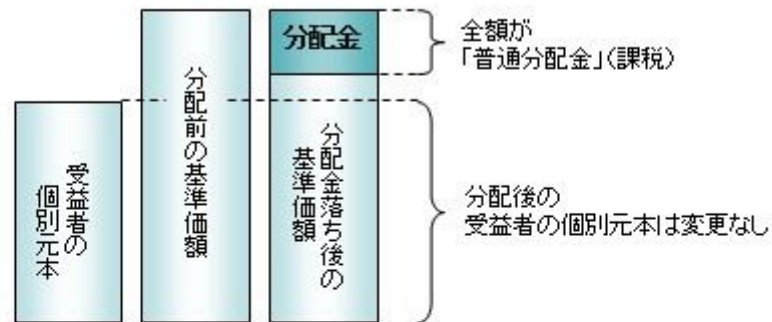 受益者の
個別元本
分配前の基準価額
分配金
分配金落ち後の
基準価額
全額が
「普通分配金」(課税)
分配後の
受益者の個別元本は変更なし